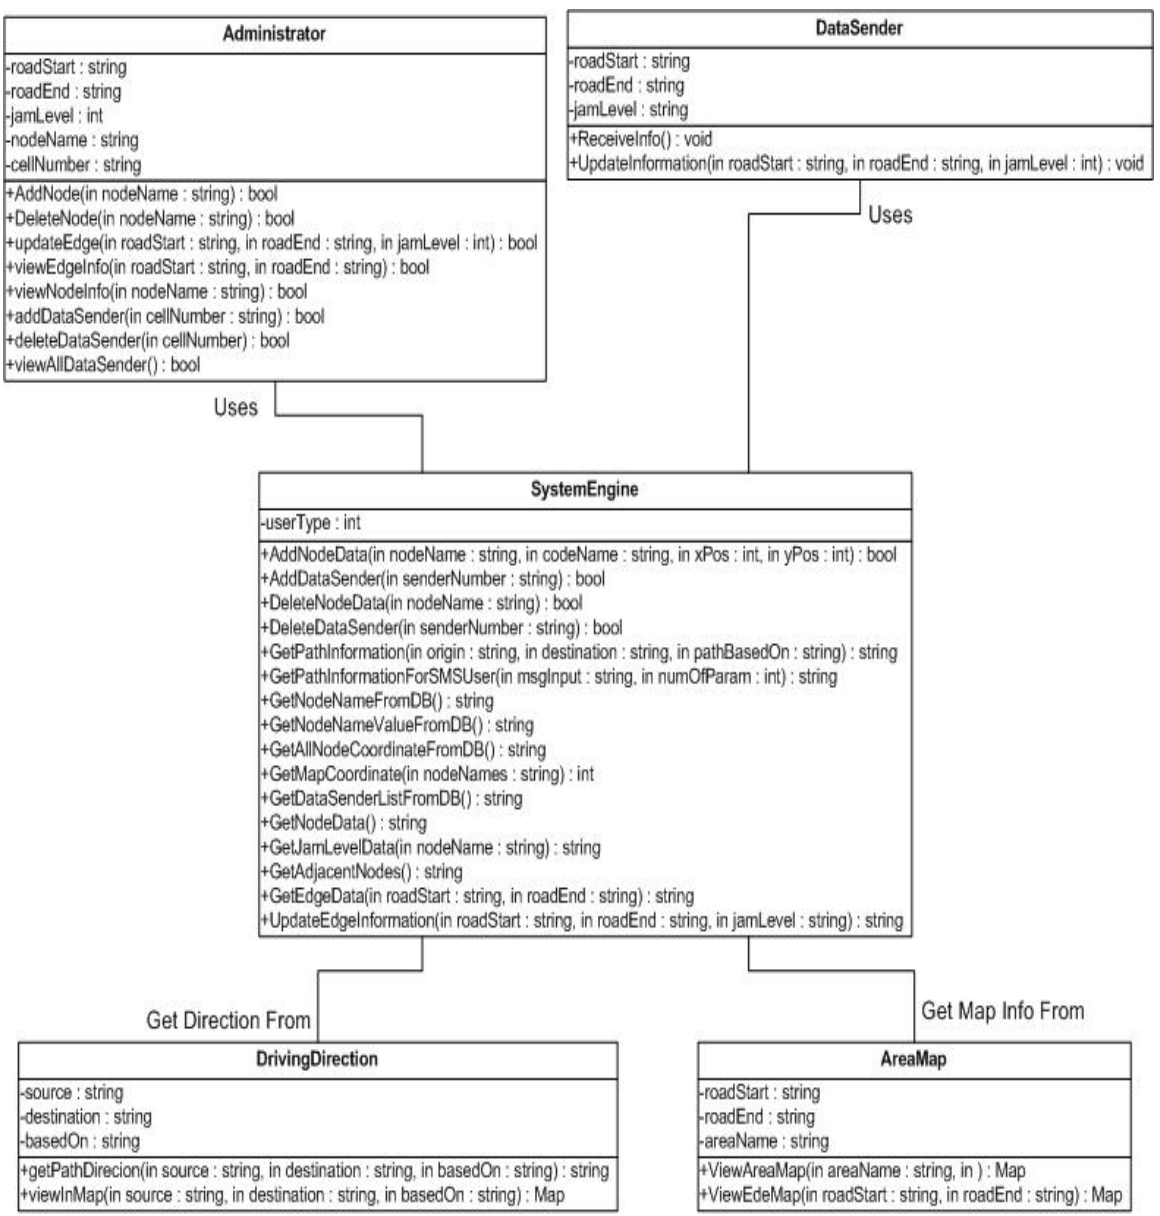 Administrator
-roadStart : string
-roadEnd : string
-jamLevel : int
-nodeName : string
-cellNumber : string
+AddNode(in nodeName : string) : bool
+DeleteNode(in nodeName : string) : bool
+updateEdge(in roadStart : string, in roadEnd : string, in jamLevel : int) : bool
+viewEdgeInfo(in roadStart : string, in roadEnd : string) : bool
+viewNodeInfo(in nodeName : string) : bool
+addDataSender(in cellNumber : string) : bool
+deleteDataSender(in cellNumber) : bool
+viewAllDataSender() : bool
DataSender
-roadStart : string
-roadEnd : string
-jamLevel : string
+ReceiveInfo() : void
+UpdateInformation(in roadStart : string, in roadEnd : string, in jamLevel : int) : void
Uses
Uses
SystemEngine
-userType : int
+AddNodeData(in nodeName : string, in codeName : string, in xPos : int, in yPos : int) : bool
+AddDataSender(in senderNumber : string) : bool
+DeleteNodeData(in nodeName : string) : bool
+DeleteDataSender(in senderNumber : string) : bool
+GetPathInformation(in origin : string, in destination : string, in pathBasedOn : string) : string
+GetPathInformationForSMSUser(in msgInput : string, in numOfParam : int) : string
+GetNodeNameFromDB() : string
+GetNodeNameValueFromDB() : string
+GetAllNodeCoordinateFromDB() : string
+GetMapCoordinate(in nodeNames : string) : int
+GetDataSenderListFromDB() : string
+GetNodeData() : string
+GetJamLevelData(in nodeName : string) : string
+GetAdjacentNodes() : string
+GetEdgeData(in roadStart : string, in roadEnd : string) : string
+UpdateEdgeInformation(in roadStart : string, in roadEnd : string, in jamLevel : string) : string
Get Direction From
Get Map Info From
DrivingDirection
-source : string
-destination : string
-basedOn : string
+getPathDirecion(in source : string, in destination : string, in basedOn : string) : string
+viewInMap(in source : string, in destination : string, in basedOn : string) : Map
AreaMap
-roadStart : string
-roadEnd : string
-areaName : string
+ViewAreaMap(in areaName : string, in ) : Map
+ViewEdeMap(in roadStart : string, in roadEnd : string) : Map